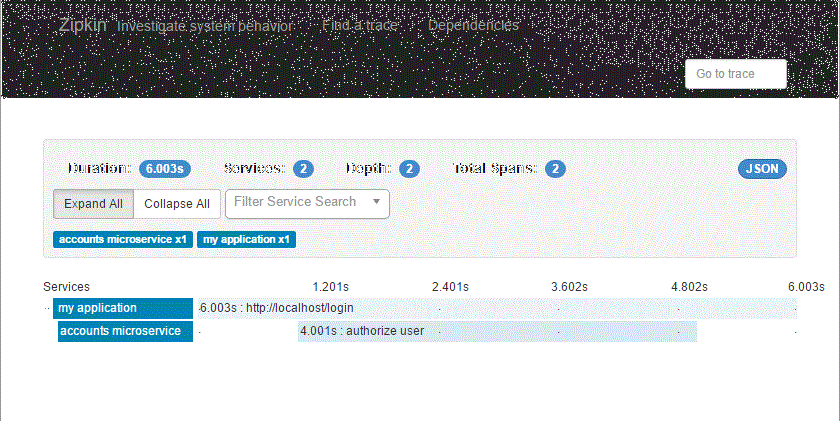 Zipkin Investigate system behavior Find a trace Dependencies
Go to trace
Duration: 6.003s Services: 2 Depth: 2 Total Spans: 2 JSON
Expand All Collapse All Filter Service Search
accounts microservice x1 my application x1
Services 1.201s 2.401s 3.602s 4.802s 6.003s
my application 6.003s : http://localhost/login
accounts microservice 4.001s : authorize user